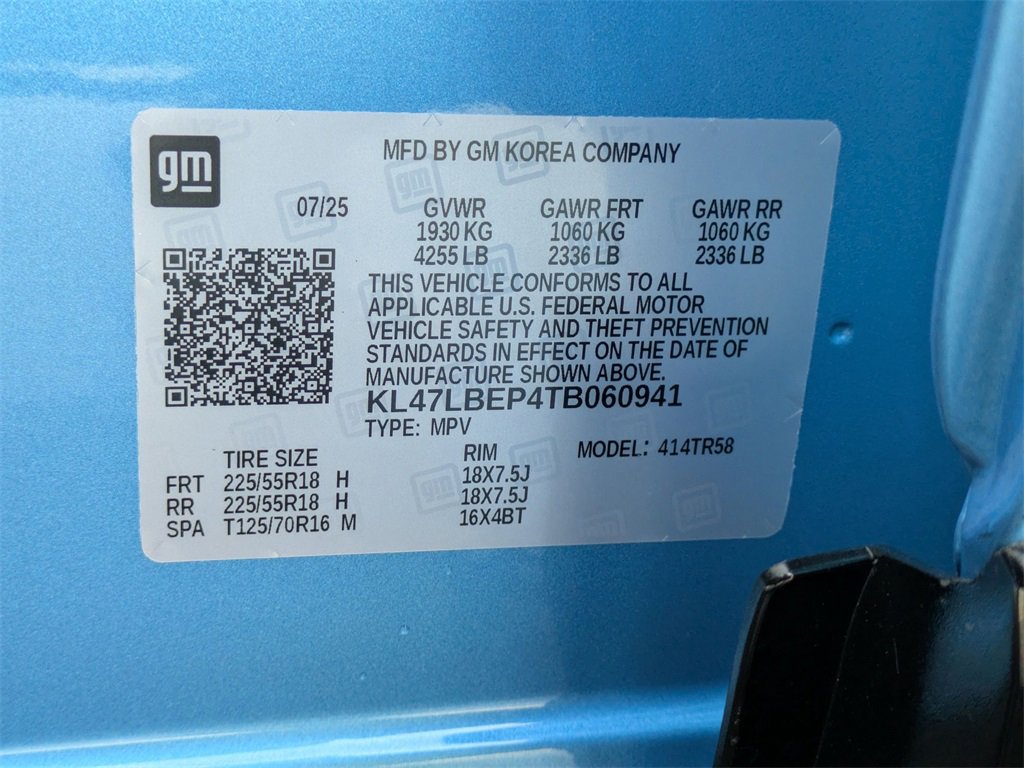 gm
MFD BY GM KOREA COMPANY
07/25 GVWR GAWR FRT GAWR RR
1930 KG 1060 KG 1060 KG
4255 LB 2336 LB 2336 LB
THIS VEHICLE CONFORMS TO ALL
APPLICABLE U.S. FEDERAL MOTOR
VEHICLE SAFETY AND THEFT PREVENTION
STANDARDS IN EFFECT ON THE DATE OF
MANUFACTURE SHOWN ABOVE.
KL47LBEP4TB060941
TYPE: MPV
TIRE SIZE RIM MODEL: 414TR58
FRT 225/55R18 H 18X7.5J
RR 225/55R18 H 18X7.5J
SPA T125/70R16 M 16X4BT